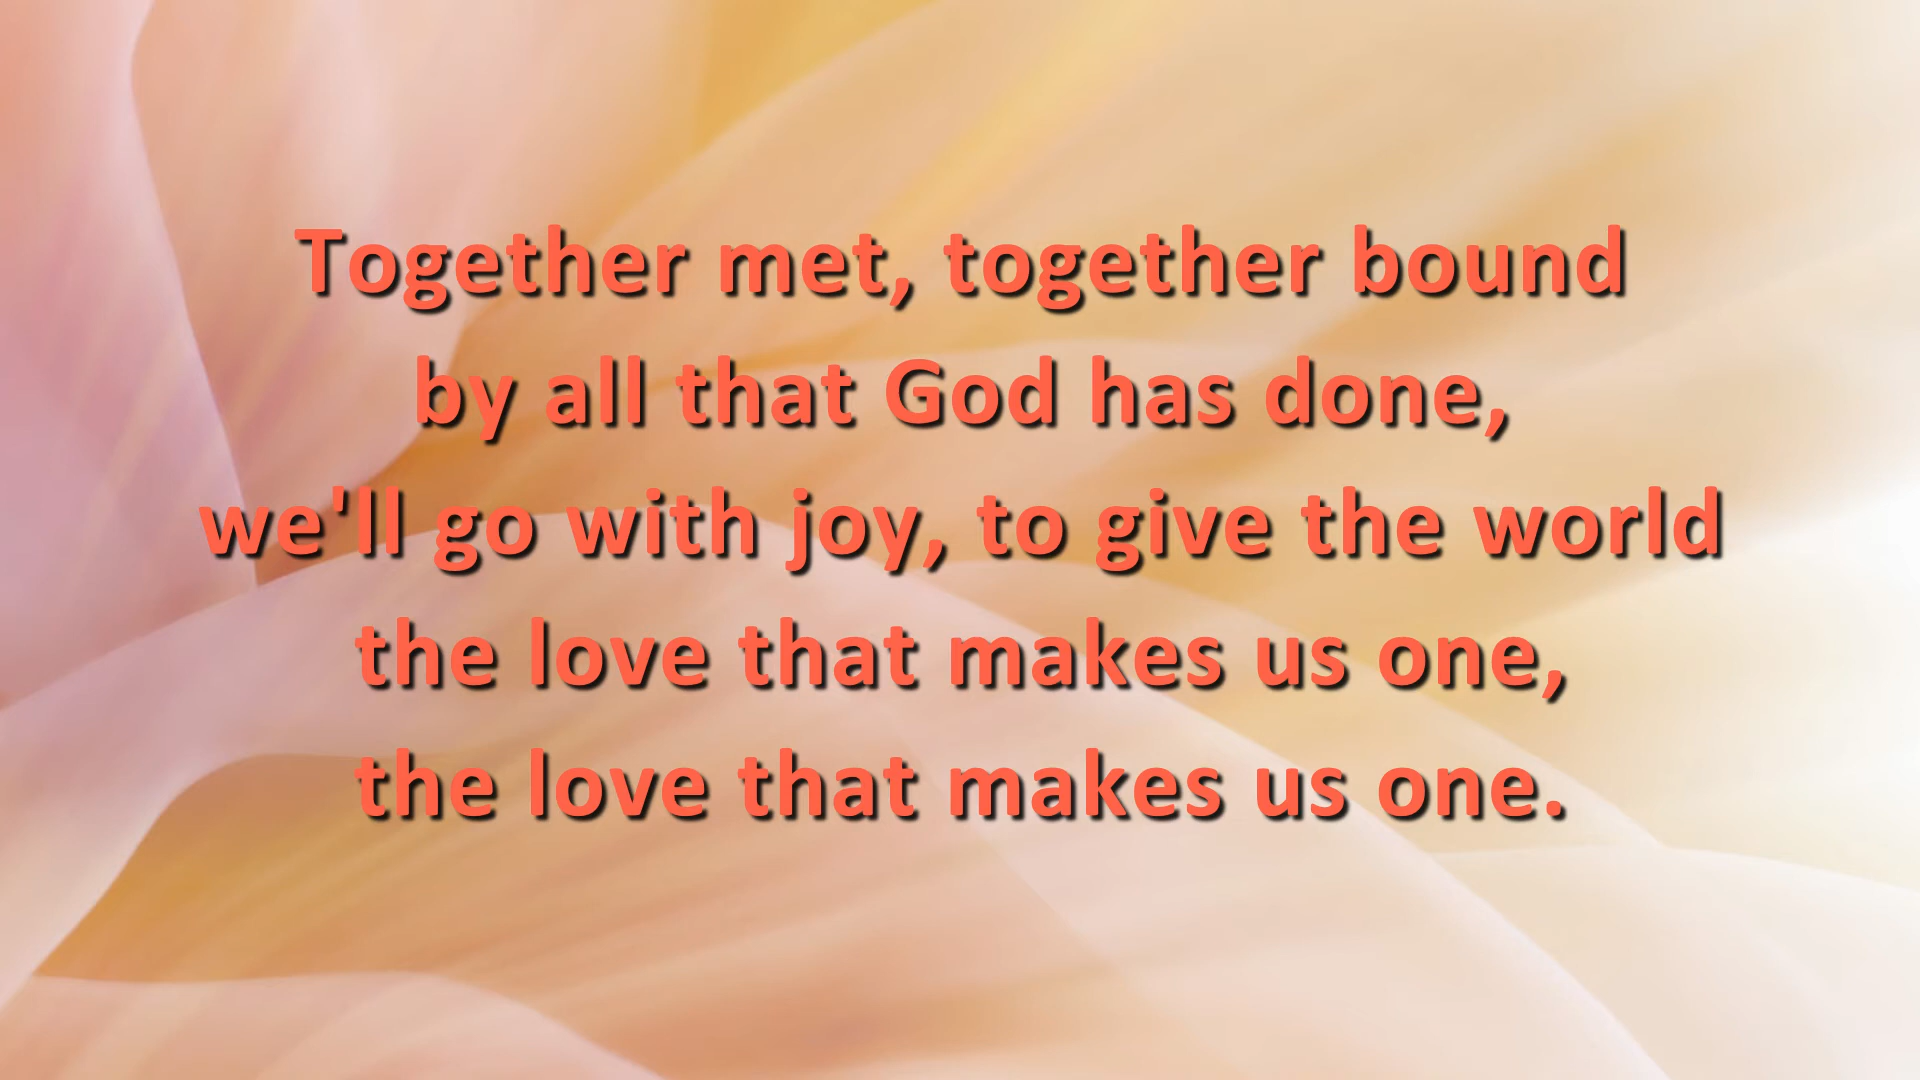 Together met, together bound
by all that God has done,
we'll go with joy, to give the world
the love that makes us one,
the love that makes us one.